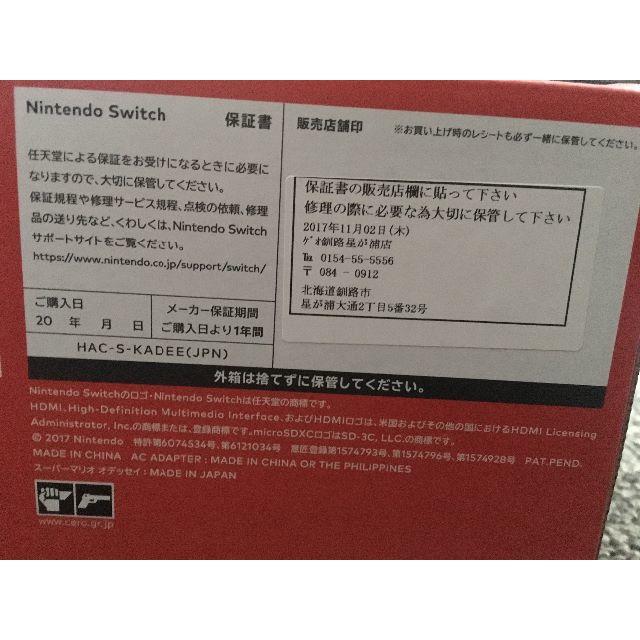 Nintendo Switch 保証書
任天堂による保証をお受けになるときに必要に
なりますので、大切に保管してください。
保証規程や修理サービス規程、点検の依頼、修理
品の送り先など、くわしくは、Nintendo Switch
サポートサイトをご覧ください。
https://www.nintendo.co.jp/support/switch/
ご購入日
20 年 月 日
メーカー保証期間
ご購入日より1年間
HAC-S-KADEE(JPN)
販売店舗印 ※お買い上げ時のレシートも必ず一緒に保管してください。
保証書の販売店欄に貼って下さい
修理の際に必要な為大切に保管して下さい
2017年11月02日(木)
ｹﾞｵ釧路星が浦店
℡ 0154-55-5556
〒 084 - 0912
北海道釧路市
星が浦大通2丁目5番32号
外箱は捨てずに保管してください。
Nintendo Switchのロゴ・Nintendo Switchは任天堂の商標です。
HDMI、High-Definition Multimedia Interface、およびHDMIロゴは、米国およびその他の国におけるHDMI Licensing
Administrator, Inc.の商標または、登録商標です。microSDXCロゴはSD-3C, LLC.の商標です。
© 2017 Nintendo 特許第6074534号、第6121034号 意匠登録第1574793号、第1574796号、第1574928号 PAT.PEND.
MADE IN CHINA AC ADAPTER : MADE IN CHINA OR THE PHILIPPINES
スーパーマリオ オデッセイ : MADE IN JAPAN
www.cero.gr.jp